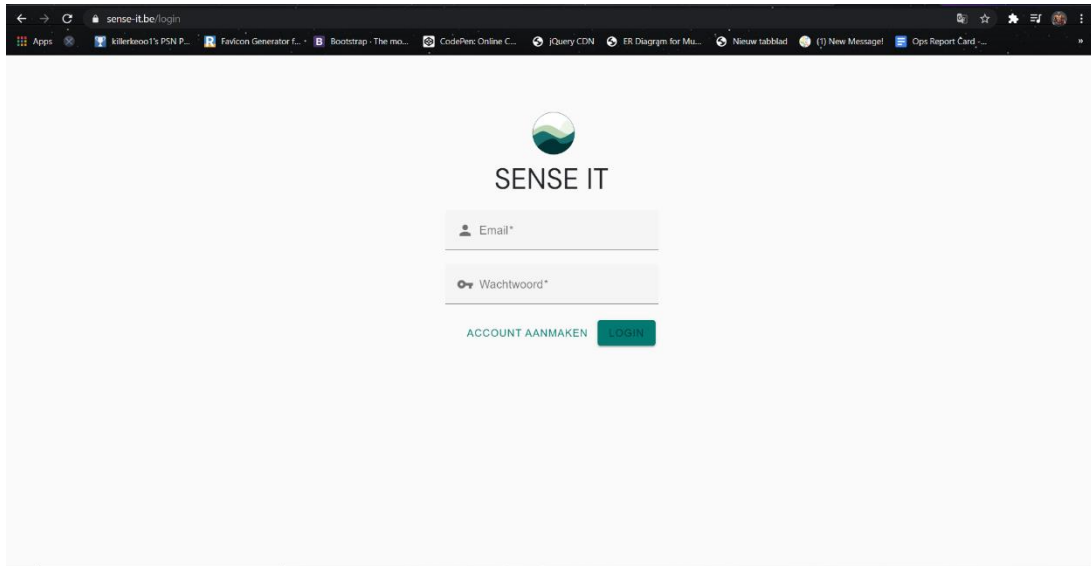 sense-it.be/login
Apps killerkeoo1's PSN P... Favicon Generator f... Bootstrap · The mo... CodePen: Online C... jQuery CDN ER Diagram for Mu... Nieuw tabblad (1) New Message! Ops Report Card -... »
SENSE IT
Email*
Wachtwoord*
ACCOUNT AANMAKEN LOGIN